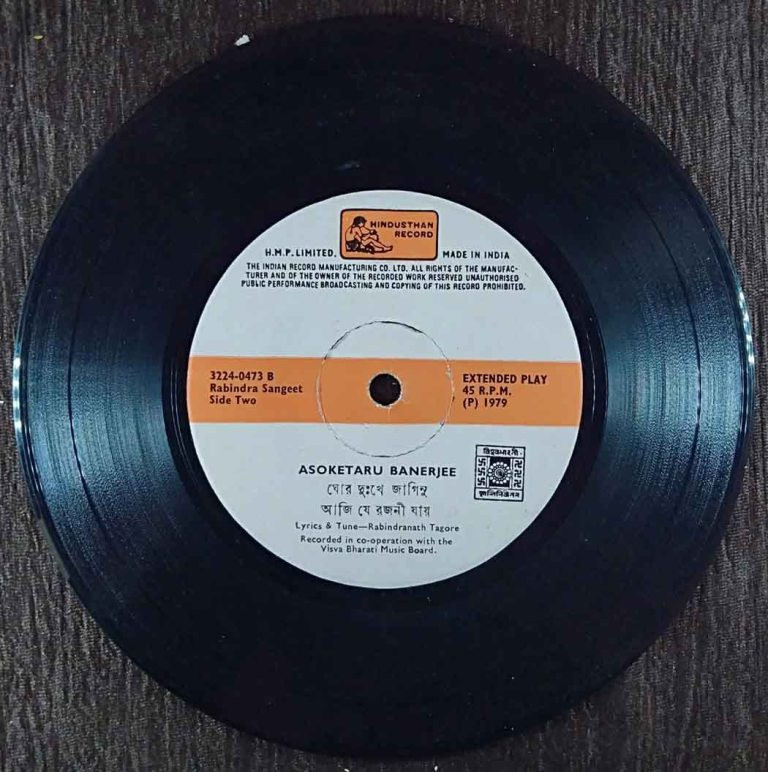 HINDUSTHAN
RECORD
H.M.P. LIMITED. MADE IN INDIA
THE INDIAN RECORD MANUFACTURING CO. LTD. ALL RIGHTS OF THE MANUFAC-
TURER AND OF THE OWNER OF THE RECORDED WORK RESERVED UNAUTHORISED
PUBLIC PERFORMANCE BROADCASTING AND COPYING OF THIS RECORD PROHIBITED.
3224-0473 B
Rabindra Sangeet
Side Two
EXTENDED PLAY
45 R.P.M.
(P) 1979
ASOKETARU BANERJEE
ঘোর দুঃখে জাগিনু
আজি যে রজনী যায়
Lyrics & Tune—Rabindranath Tagore
Recorded in co-operation with the
Visva Bharati Music Board.
विश्वभारती